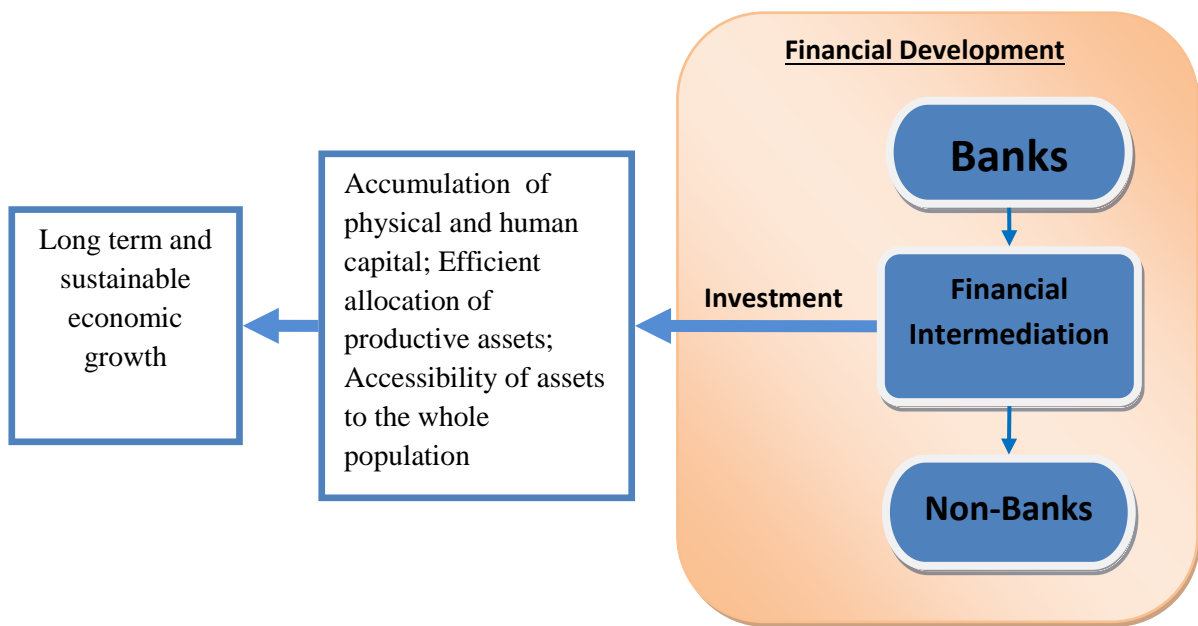 Financial Development
Banks
Financial
Intermediation
Non-Banks
Investment
Accumulation of
physical and human
capital; Efficient
allocation of
productive assets;
Accessibility of assets
to the whole
population
Long term and
sustainable
economic
growth